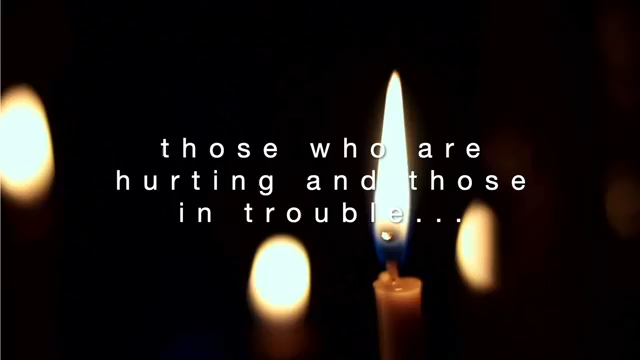 those who are
hurting and those
in trouble...